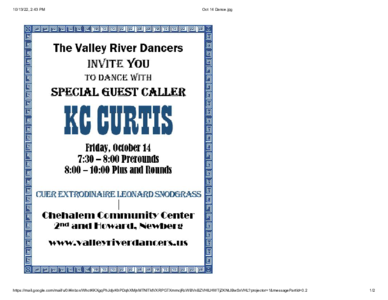 10/10/22, 2:40 PM
Oct 14 Dance.jpg
The Valley River Dancers
INVITE YOU
TO DANCE WITH
SPECIAL GUEST CALLER
KC CURTIS
Friday, October 14
7:30 – 8:00 Prerounds
8:00 – 10:00 Plus and Rounds
CUER EXTRODINAIRE LEONARD SNODGRASS
Chehalem Community Center
2nd and Howard, Newberg
www.valleyriverdancers.us
1/2